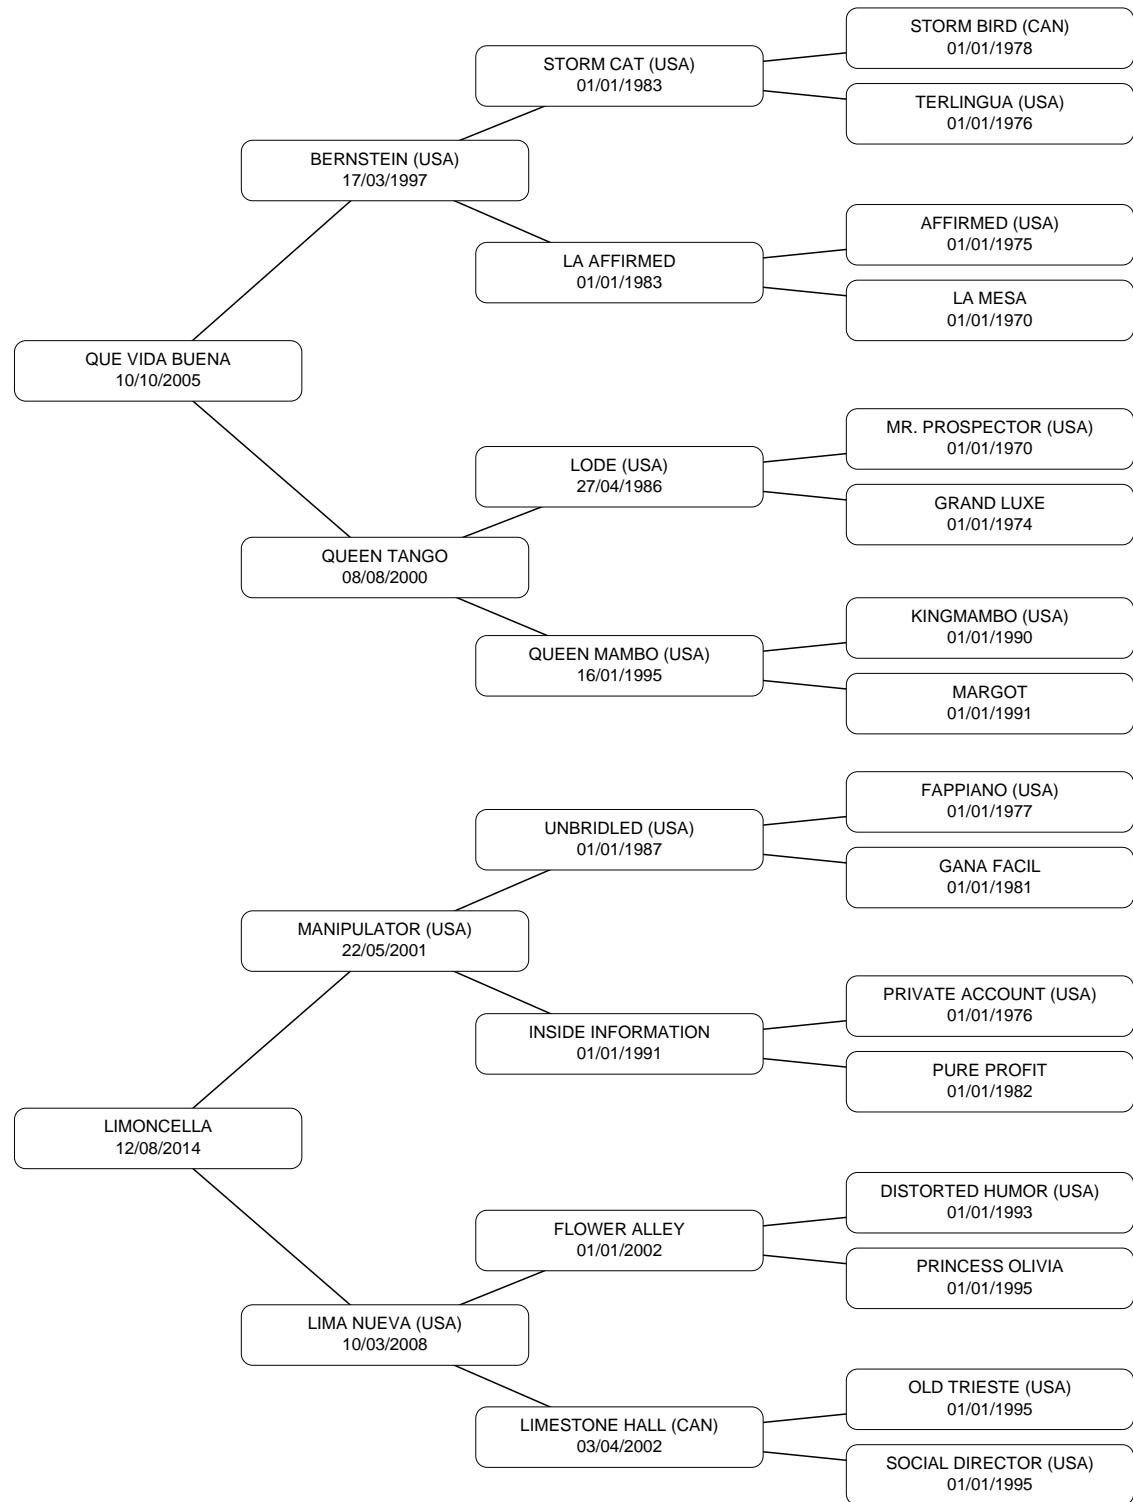 STORM BIRD (CAN)
01/01/1978
STORM CAT (USA)
01/01/1983
TERLINGUA (USA)
01/01/1976
BERNSTEIN (USA)
17/03/1997
AFFIRMED (USA)
01/01/1975
LA AFFIRMED
01/01/1983
LA MESA
01/01/1970
QUE VIDA BUENA
10/10/2005
MR. PROSPECTOR (USA)
01/01/1970
LODE (USA)
27/04/1986
GRAND LUXE
01/01/1974
QUEEN TANGO
08/08/2000
KINGMAMBO (USA)
01/01/1990
QUEEN MAMBO (USA)
16/01/1995
MARGOT
01/01/1991
FAPPIANO (USA)
01/01/1977
UNBRIDLED (USA)
01/01/1987
GANA FACIL
01/01/1981
MANIPULATOR (USA)
22/05/2001
PRIVATE ACCOUNT (USA)
01/01/1976
INSIDE INFORMATION
01/01/1991
PURE PROFIT
01/01/1982
LIMONCELLA
12/08/2014
DISTORTED HUMOR (USA)
01/01/1993
FLOWER ALLEY
01/01/2002
PRINCESS OLIVIA
01/01/1995
LIMA NUEVA (USA)
10/03/2008
OLD TRIESTE (USA)
01/01/1995
LIMESTONE HALL (CAN)
03/04/2002
SOCIAL DIRECTOR (USA)
01/01/1995